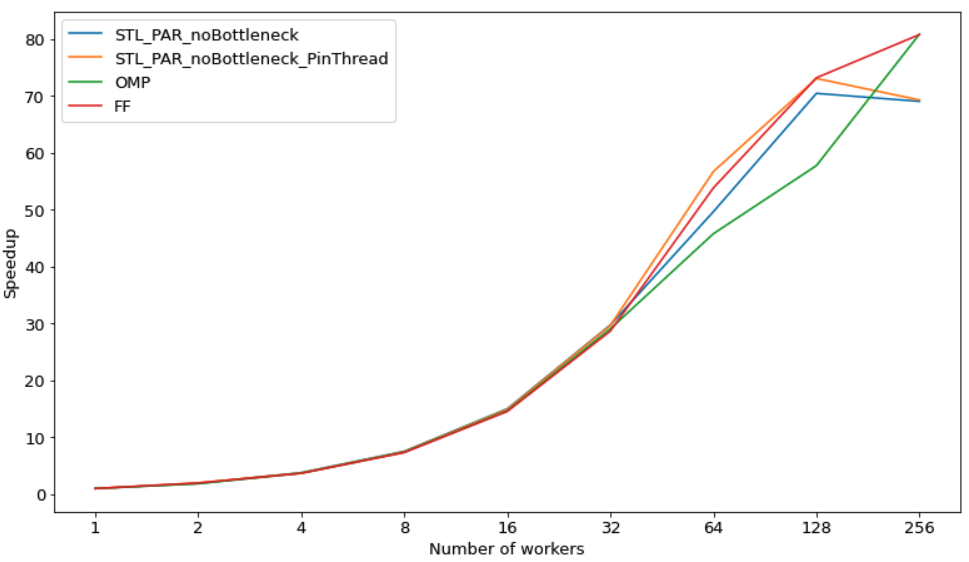 STL_PAR_noBottleneck
STL_PAR_noBottleneck_PinThread
OMP
FF
Speedup
80
70
60
50
40
30
20
10
0
1 2 4 8 16 32 64 128 256
Number of workers